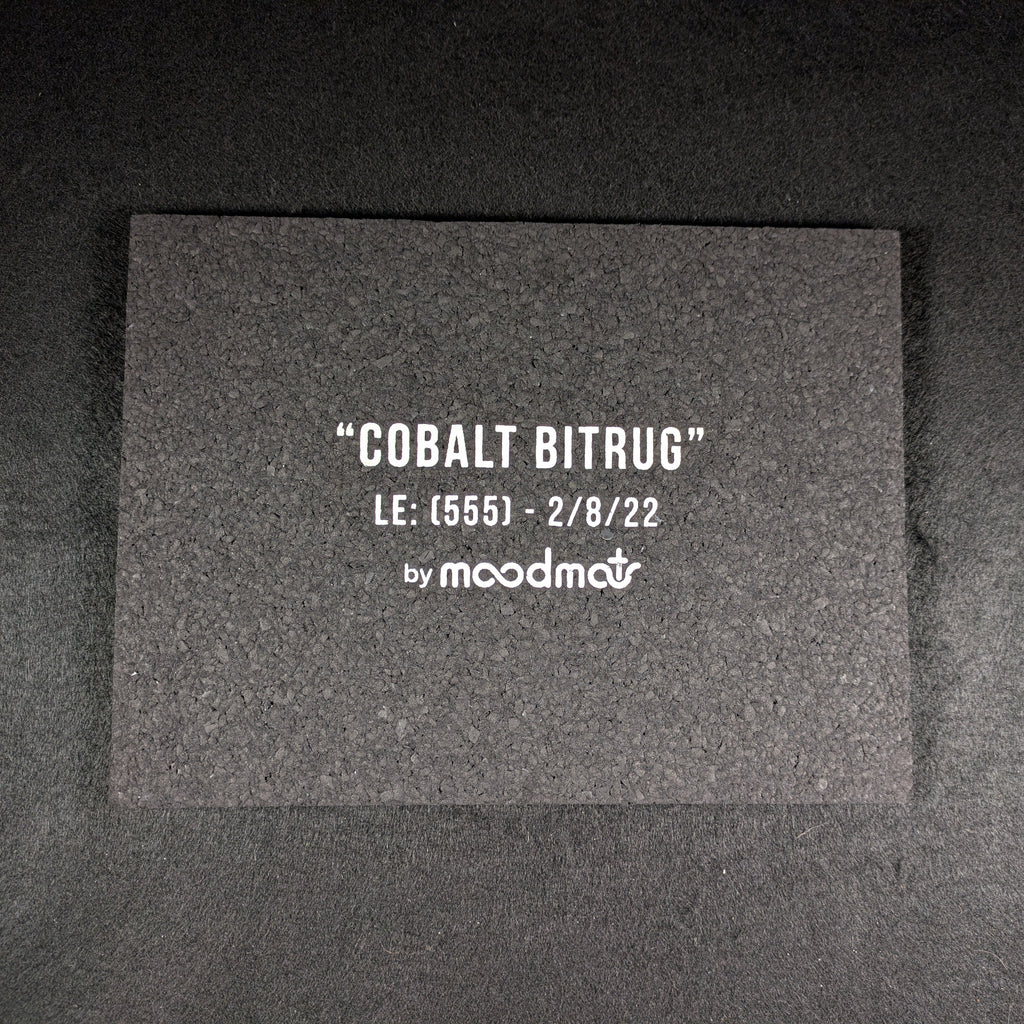 “COBALT BITRUG”
LE: (555) - 2/8/22
by moodmats